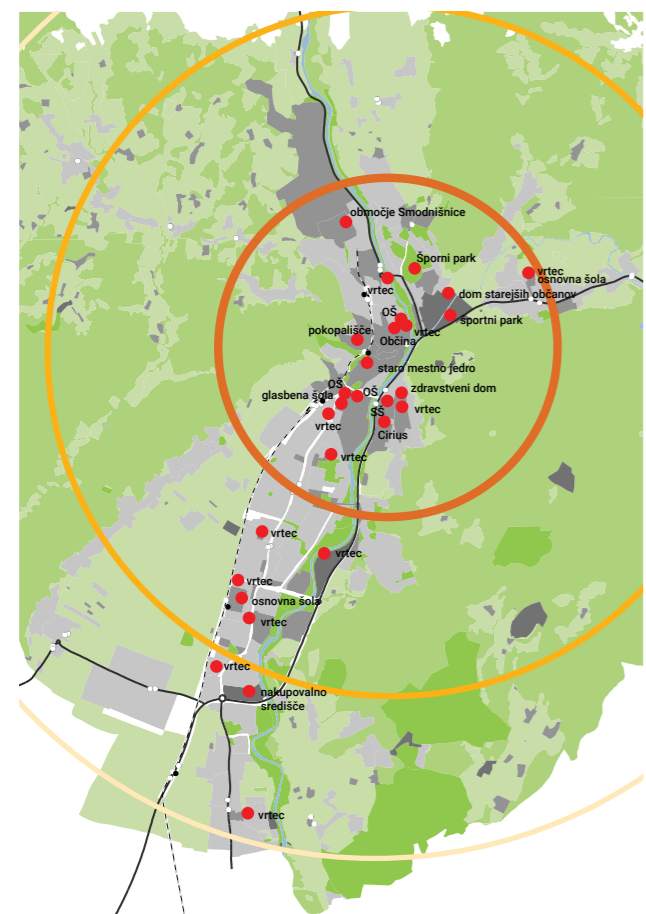 območje Smodnišnice
Šporni park
vrtec
osnovna šola
vrtec
dom starejših občanov
OŠ
športni park
pokopališče
vrtec
Občina
staro mestno jedro
OŠ
zdravstveni dom
glasbena šola
OŠ
SŠ
vrtec
vrtec
Cirius
vrtec
vrtec
vrtec
vrtec
osnovna šola
vrtec
vrtec
nakupovalno
središče
vrtec